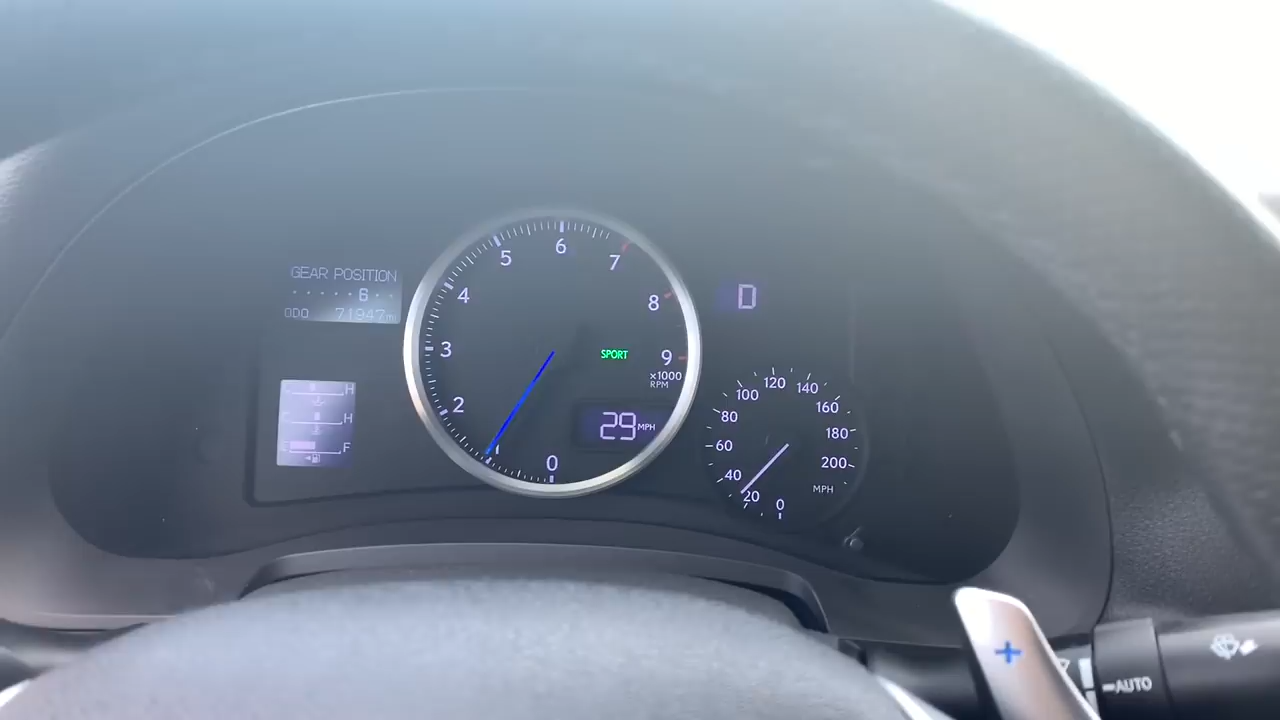 GEAR POSITION
6
ODO 71947mi
H
C H
E F
0
1
2
3
4
5
6
7
8
9
×1000
RPM
SPORT
29 MPH
D
0
20
40
60
80
100
120
140
160
180
200
MPH
+
AUTO